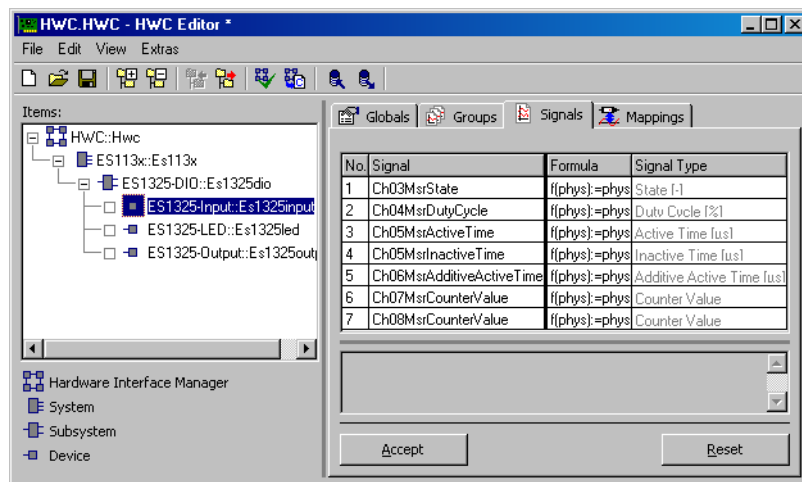 HWC.HWC - HWC Editor *
File Edit View Extras
Items:
HWC::Hwc
ES113x::Es113x
ES1325-DIO::Es1325dio
ES1325-Input::Es1325input
ES1325-LED::Es1325led
ES1325-Output::Es1325out
Hardware Interface Manager
System
Subsystem
Device
Globals Groups Signals Mappings
No. Signal Formula Signal Type
1 Ch03MsrState f(phys):=phys State [-]
2 Ch04MsrDutyCycle f(phys):=phys Duty Cycle [%]
3 Ch05MsrActiveTime f(phys):=phys Active Time [us]
4 Ch05MsrInactiveTime f(phys):=phys Inactive Time [us]
5 Ch06MsrAdditiveActiveTime f(phys):=phys Additive Active Time [us]
6 Ch07MsrCounterValue f(phys):=phys Counter Value
7 Ch08MsrCounterValue f(phys):=phys Counter Value
Accept Reset